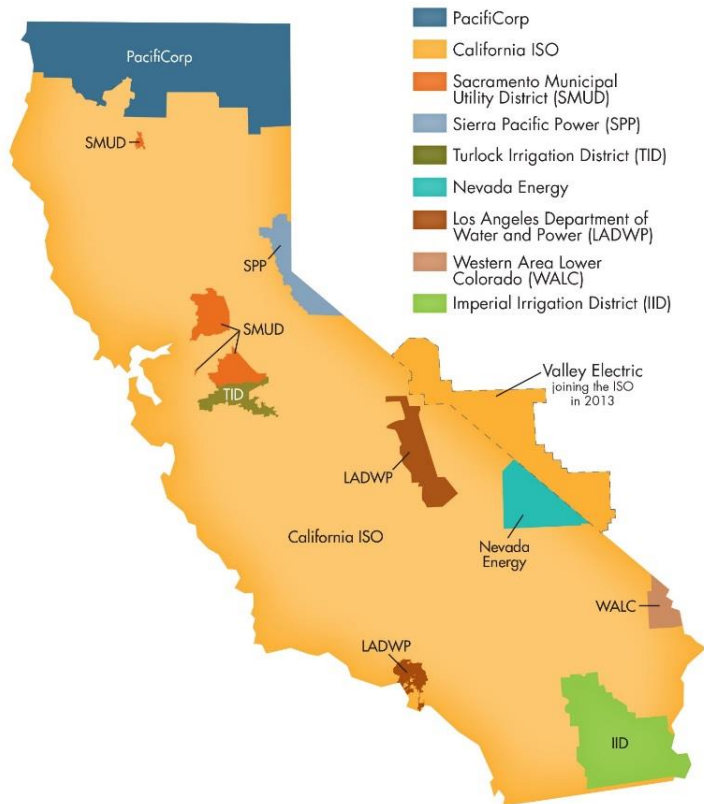 PacifiCorp
California ISO
Sacramento Municipal
Utility District (SMUD)
Sierra Pacific Power (SPP)
Turlock Irrigation District (TID)
Nevada Energy
Los Angeles Department of
Water and Power (LADWP)
Western Area Lower
Colorado (WALC)
Imperial Irrigation District (IID)
PacifiCorp
SMUD
SPP
SMUD
Valley Electric
joining the ISO
in 2013
TID
LADWP
California ISO
Nevada
Energy
WALC
LADWP
IID